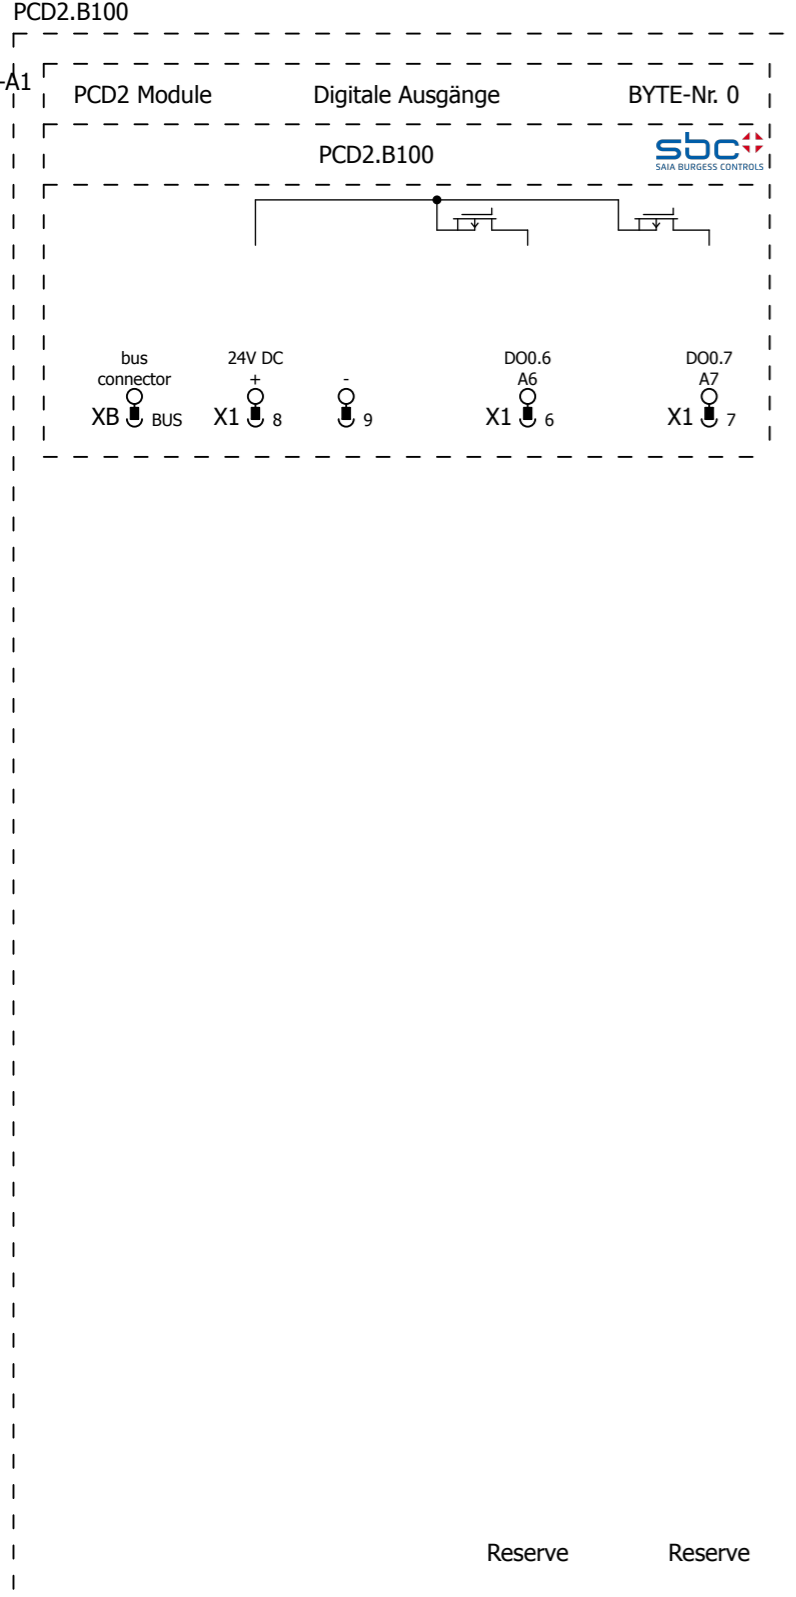 PCD2.B100
-A1
PCD2 Module Digitale Ausgänge BYTE-Nr. 0
PCD2.B100
sbc
SAIA BURGESS CONTROLS
bus 24V DC DO0.6 DO0.7
connector + - A6 A7
XB BUS X1 8 9 X1 6 X1 7
Reserve Reserve